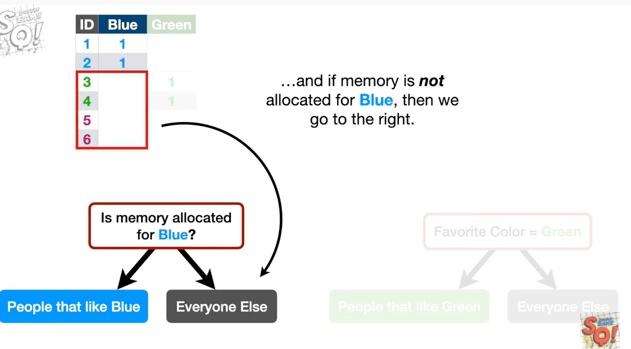 ID Blue Green
1 1
2 1
3 1
4 1
5
6
…and if memory is not
allocated for Blue, then we
go to the right.
Is memory allocated
for Blue?
Favorite Color = Green
People that like Blue
Everyone Else
People that like Green
Everyone Else
SQ!